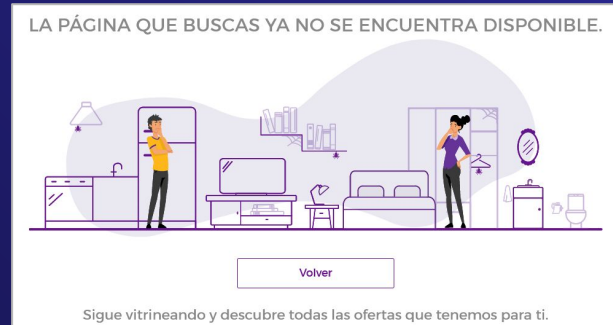 LA PÁGINA QUE BUSCAS YA NO SE ENCUENTRA DISPONIBLE.
Volver
Sigue vitrineando y descubre todas las ofertas que tenemos para ti.